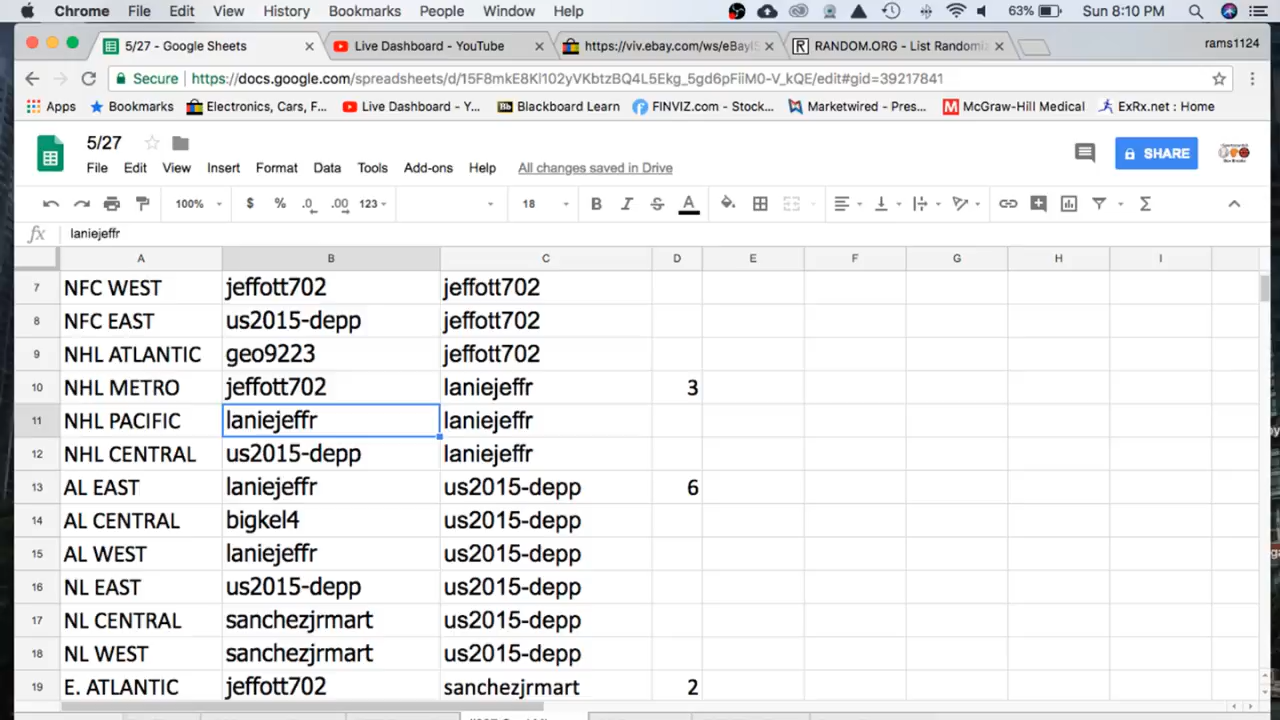 Chrome File Edit View History Bookmarks People Window Help 63% Sun 8:10 PM
5/27 - Google Sheets Live Dashboard - YouTube https://viv.ebay.com/ws/eBayI RANDOM.ORG - List Randomi rams1124
Secure https://docs.google.com/spreadsheets/d/15F8mkE8Kl102yVKbtzBQ4L5Ekg_5gd6pFiiM0-V_kQE/edit#gid=39217841
Apps Bookmarks Electronics, Cars, F... Live Dashboard - Y... Bb Blackboard Learn FINVIZ.com - Stock... Marketwired - Pres... M McGraw-Hill Medical ExRx.net : Home
5/27
SHARE
File Edit View Insert Format Data Tools Add-ons Help All changes saved in Drive
100% $ % .0 .00 123 18 B I S A Σ
fx laniejeffr
A B C D E F G H I
7 NFC WEST jeffott702 jeffott702
8 NFC EAST us2015-depp jeffott702
9 NHL ATLANTIC geo9223 jeffott702
10 NHL METRO jeffott702 laniejeffr 3
11 NHL PACIFIC laniejeffr laniejeffr
12 NHL CENTRAL us2015-depp laniejeffr
13 AL EAST laniejeffr us2015-depp 6
14 AL CENTRAL bigkel4 us2015-depp
15 AL WEST laniejeffr us2015-depp
16 NL EAST us2015-depp us2015-depp
17 NL CENTRAL sanchezjrmart us2015-depp
18 NL WEST sanchezjrmart us2015-depp
19 E. ATLANTIC jeffott702 sanchezjrmart 2